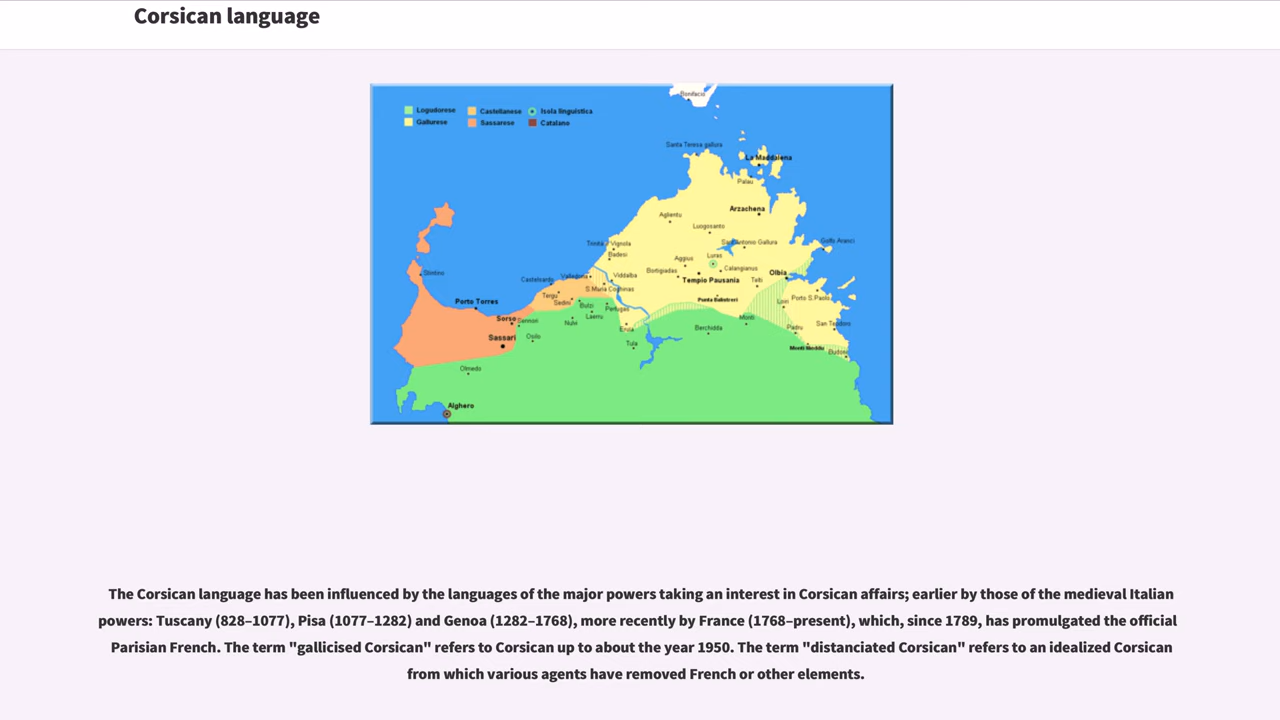 Corsican language
Bonifacio
Logudorese
Castellanese
Isola linguistica
Gallurese
Sassarese
Catalano
Santa Teresa gallura
La Maddalena
Palau
Arzachena
Aglientu
Luogosanto
Trinità
Vignola
Sant'Antonio Gallura
Golfo Aranci
Badesi
Luras
Aggius
Calangianus
Bortigiadas
Stintino
Olbia
Castelsardo
Valledoria
Viddalba
Tempio Pausania
Telti
S.Maria Coghinas
Tergu
Porto Torres
Sedini
Bulzi
Punta Balistreri
Loiri
Porto S.Paolo
Perfugas
Laerru
Sorso
Sennori
Nulvi
Monti
San Teodoro
Erula
Berchidda
Padru
Sassari
Osilo
Tula
Monti Nieddu
Budoni
Olmedo
Alghero
The Corsican language has been influenced by the languages of the major powers taking an interest in Corsican affairs; earlier by those of the medieval Italian
powers: Tuscany (828–1077), Pisa (1077–1282) and Genoa (1282–1768), more recently by France (1768–present), which, since 1789, has promulgated the official
Parisian French. The term "gallicised Corsican" refers to Corsican up to about the year 1950. The term "distanciated Corsican" refers to an idealized Corsican
from which various agents have removed French or other elements.